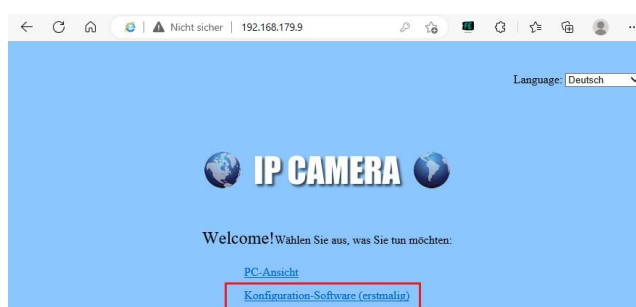 Nicht sicher 192.168.179.9
Language: Deutsch
IP CAMERA
Welcome! Wählen Sie aus, was Sie tun möchten:
PC-Ansicht
Konfiguration-Software (erstmalig)